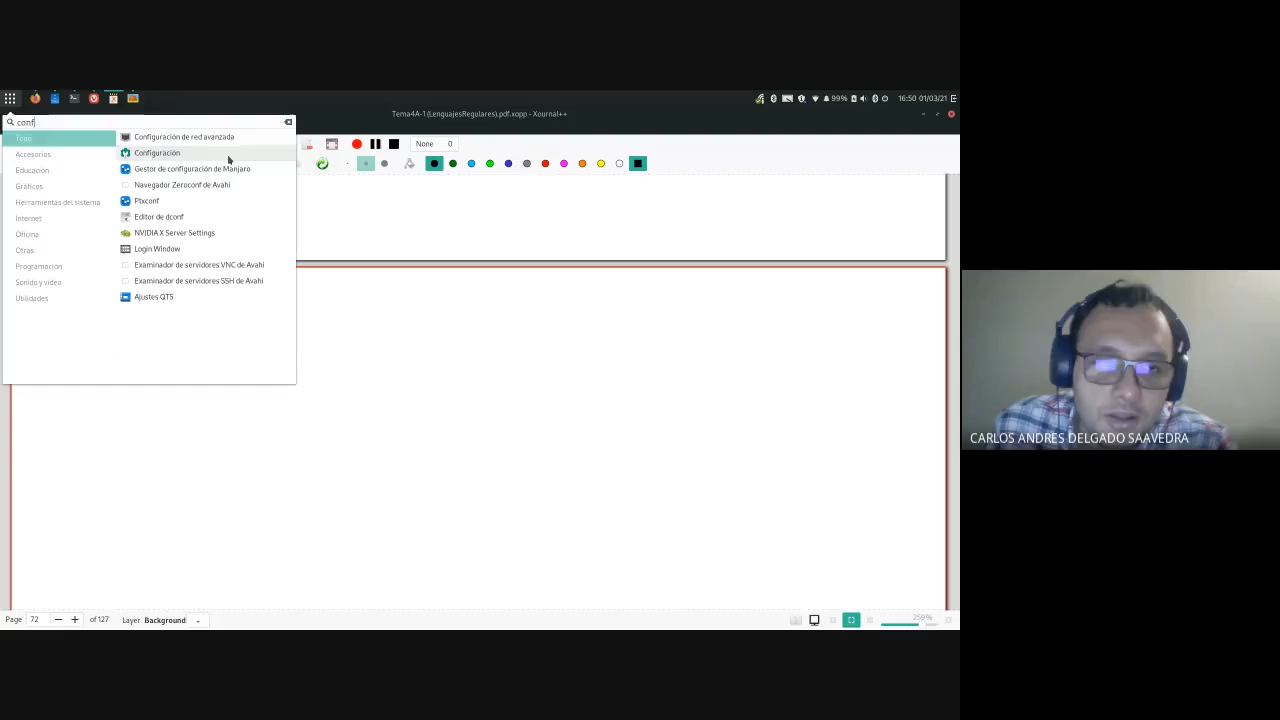 16:50 01/03/21
99%
Tema4A-1 (LenguajesRegulares).pdf.xopp - Xournal++
conf
None 0
Todo
Accesorios
Educación
Gráficos
Herramientas del sistema
Internet
Oficina
Otras
Programación
Sonido y video
Utilidades
Configuración de red avanzada
Configuración
Gestor de configuración de Manjaro
Navegador Zeroconf de Avahi
Ptxconf
Editor de dconf
NVIDIA X Server Settings
Login Window
Examinador de servidores VNC de Avahi
Examinador de servidores SSH de Avahi
Ajustes QT5
CARLOS ANDRES DELGADO SAAVEDRA
Page 72 of 127 Layer Background
259%